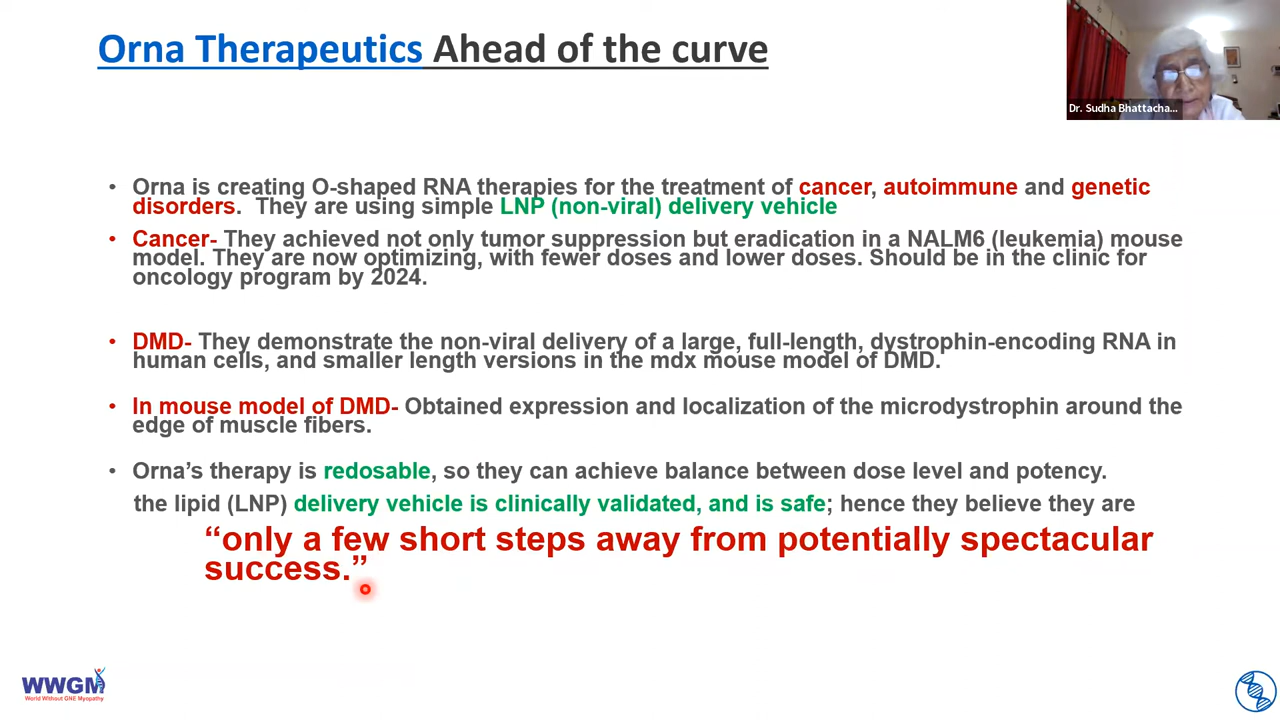 Orna Therapeutics Ahead of the curve
Dr. Sudha Bhattacha...
• Orna is creating O-shaped RNA therapies for the treatment of cancer, autoimmune and genetic
disorders. They are using simple LNP (non-viral) delivery vehicle
• Cancer- They achieved not only tumor suppression but eradication in a NALM6 (leukemia) mouse
model. They are now optimizing, with fewer doses and lower doses. Should be in the clinic for
oncology program by 2024.
• DMD- They demonstrate the non-viral delivery of a large, full-length, dystrophin-encoding RNA in
human cells, and smaller length versions in the mdx mouse model of DMD.
• In mouse model of DMD- Obtained expression and localization of the microdystrophin around the
edge of muscle fibers.
• Orna’s therapy is redosable, so they can achieve balance between dose level and potency.
the lipid (LNP) delivery vehicle is clinically validated, and is safe; hence they believe they are
“only a few short steps away from potentially spectacular
success.”
WWGM
World Without GNE Myopathy